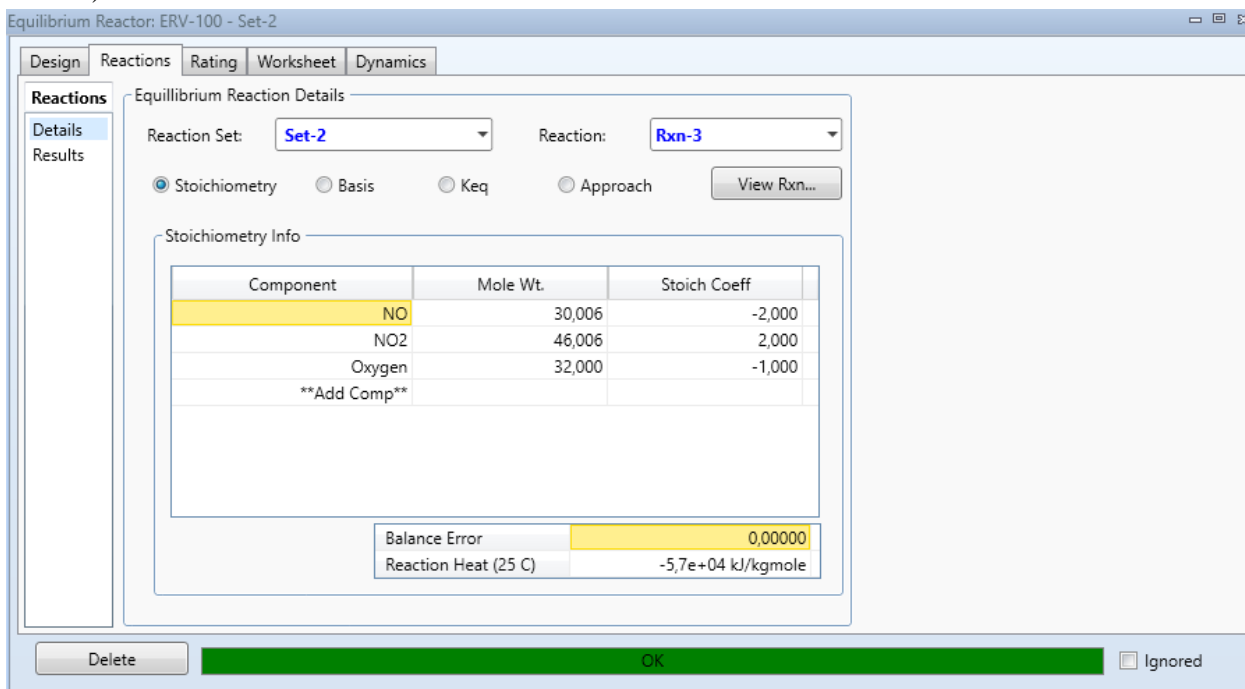 Equilibrium Reactor: ERV-100 - Set-2
Design Reactions Rating Worksheet Dynamics
Reactions
Details
Results
Equillibrium Reaction Details
Reaction Set: Set-2 Reaction: Rxn-3
Stoichiometry Basis Keq Approach View Rxn...
Stoichiometry Info
Component Mole Wt. Stoich Coeff
NO 30,006 -2,000
NO2 46,006 2,000
Oxygen 32,000 -1,000
**Add Comp**
Balance Error 0,00000
Reaction Heat (25 C) -5,7e+04 kJ/kgmole
Delete OK Ignored